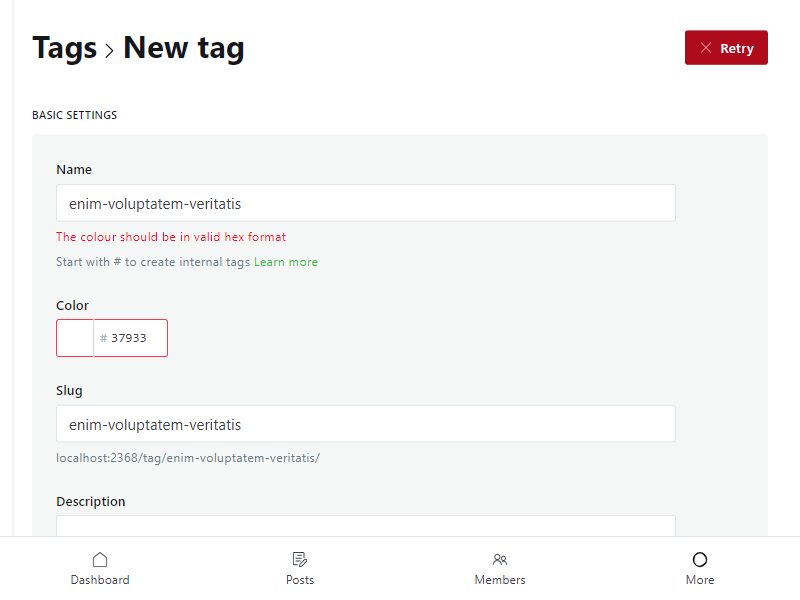 Tags > New tag
Retry
BASIC SETTINGS
Name
enim-voluptatem-veritatis
The colour should be in valid hex format
Start with # to create internal tags Learn more
Color
# 37933
Slug
enim-voluptatem-veritatis
localhost:2368/tag/enim-voluptatem-veritatis/
Description
Dashboard
Posts
Members
More